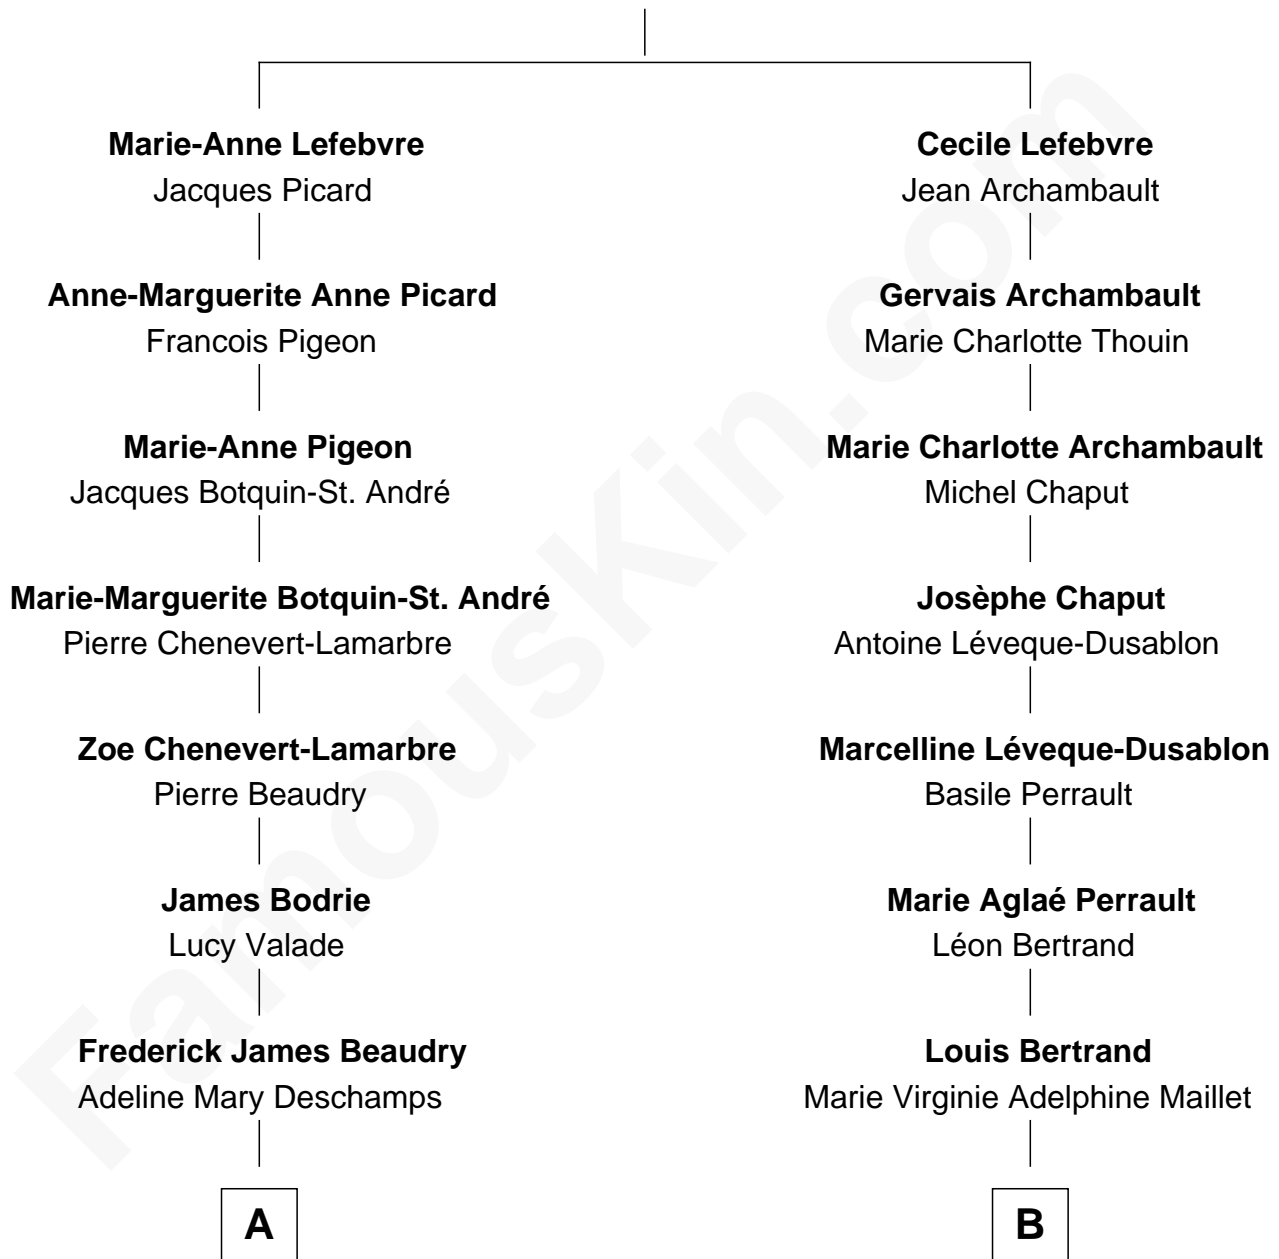 Marie-Anne Lefebvre
Jacques Picard
Anne-Marguerite Anne Picard
Francois Pigeon
Marie-Anne Pigeon
Jacques Botquin-St. André
Marie-Marguerite Botquin-St. André
Pierre Chenevert-Lamarbre
Zoe Chenevert-Lamarbre
Pierre Beaudry
James Bodrie
Lucy Valade
Frederick James Beaudry
Adeline Mary Deschamps
A
Cecile Lefebvre
Jean Archambault
Gervais Archambault
Marie Charlotte Thouin
Marie Charlotte Archambault
Michel Chaput
Josèphe Chaput
Antoine Léveque-Dusablon
Marcelline Léveque-Dusablon
Basile Perrault
Marie Aglaé Perrault
Léon Bertrand
Louis Bertrand
Marie Virginie Adelphine Maillet
B
FamousKin.com